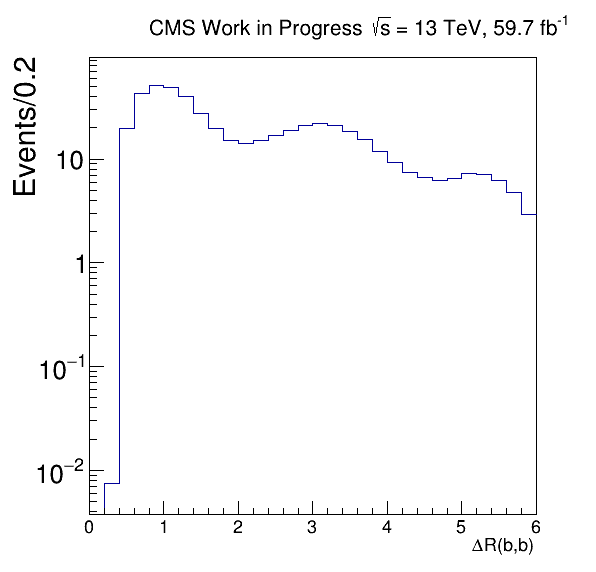 CMS Work in Progress √s = 13 TeV, 59.7 fb⁻¹
Events/0.2
10
1
10⁻¹
10⁻²
0 1 2 3 4 5 6
ΔR(b,b)